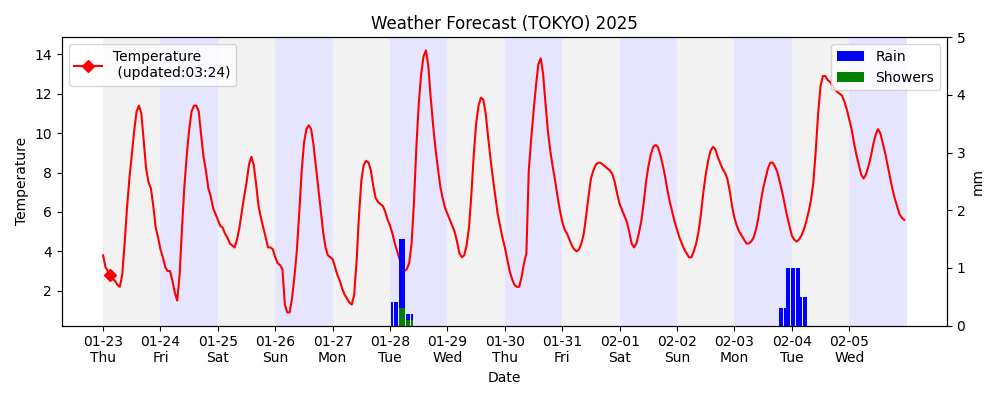 Weather Forecast (TOKYO) 2025
Temperature
(updated:03:24)
Rain
Showers
14
12
10
8
6
4
2
Temperature
5
4
3
2
1
0
mm
01-23 01-24 01-25 01-26 01-27 01-28 01-29 01-30 01-31 02-01 02-02 02-03 02-04 02-05
Thu Fri Sat Sun Mon Tue Wed Thu Fri Sat Sun Mon Tue Wed
Date